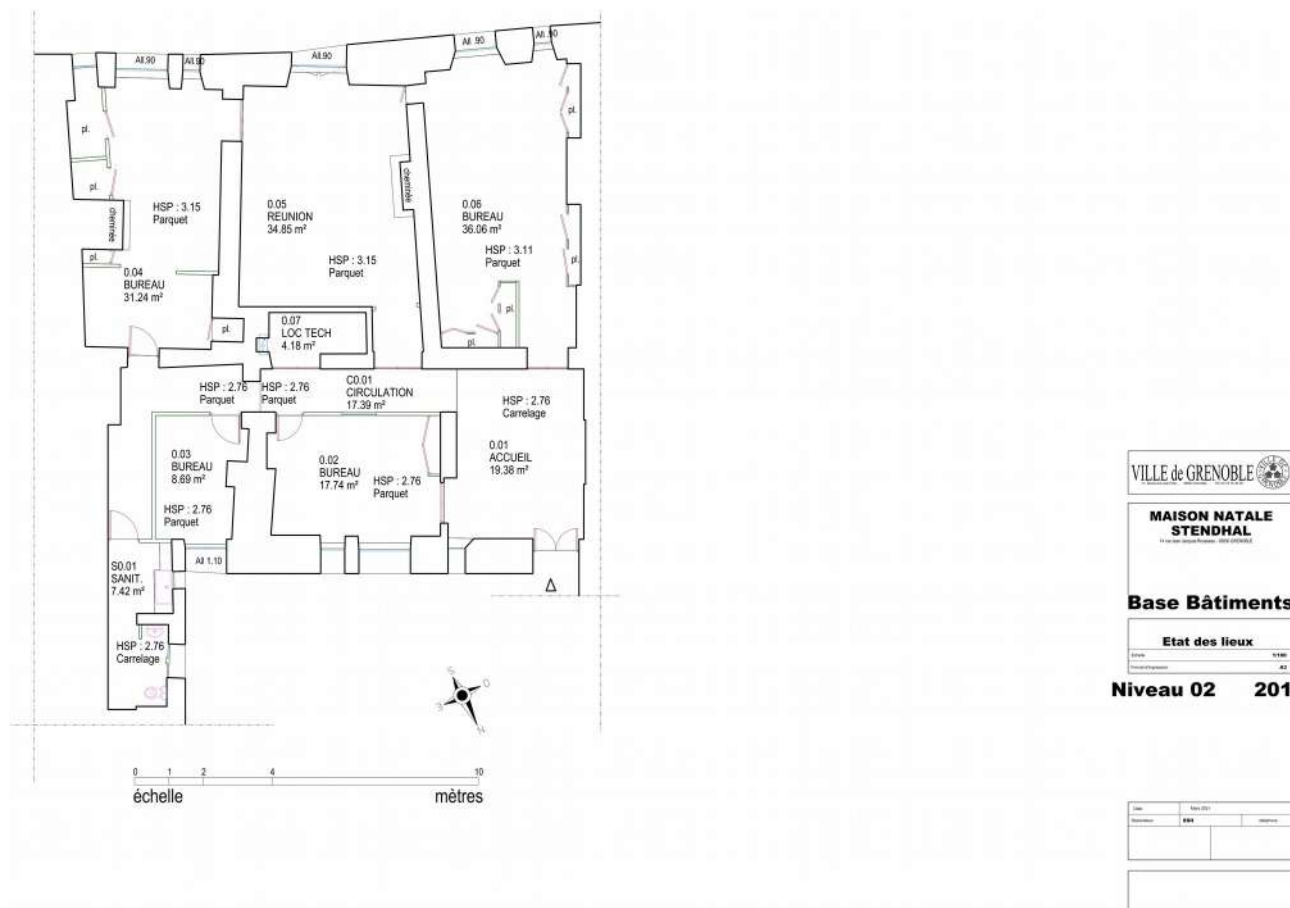 All.90
All.90
All.90
All .90
All .90
pl.
pl.
pl.
cheminée
HSP : 3.15
Parquet
0.04
BUREAU
31.24 m²
pl.
0.05
REUNION
34.85 m²
HSP : 3.15
Parquet
cheminée
0.06
BUREAU
36.06 m²
HSP : 3.11
Parquet
pl.
pl.
pl.
pl.
0.07
LOC TECH
4.18 m²
HSP : 2.76
Parquet
HSP : 2.76
Parquet
C0.01
CIRCULATION
17.39 m²
HSP : 2.76
Carrelage
0.01
ACCUEIL
19.38 m²
0.03
BUREAU
8.69 m²
HSP : 2.76
Parquet
0.02
BUREAU
17.74 m²
HSP : 2.76
Parquet
All 1.10
S0.01
SANIT.
7.42 m²
HSP : 2.76
Carrelage
S
O
N
0 1 2 4 10
échelle mètres
VILLE de GRENOBLE
MAISON NATALE
STENDHAL
Base Bâtiments
Etat des lieux
Niveau 02 201